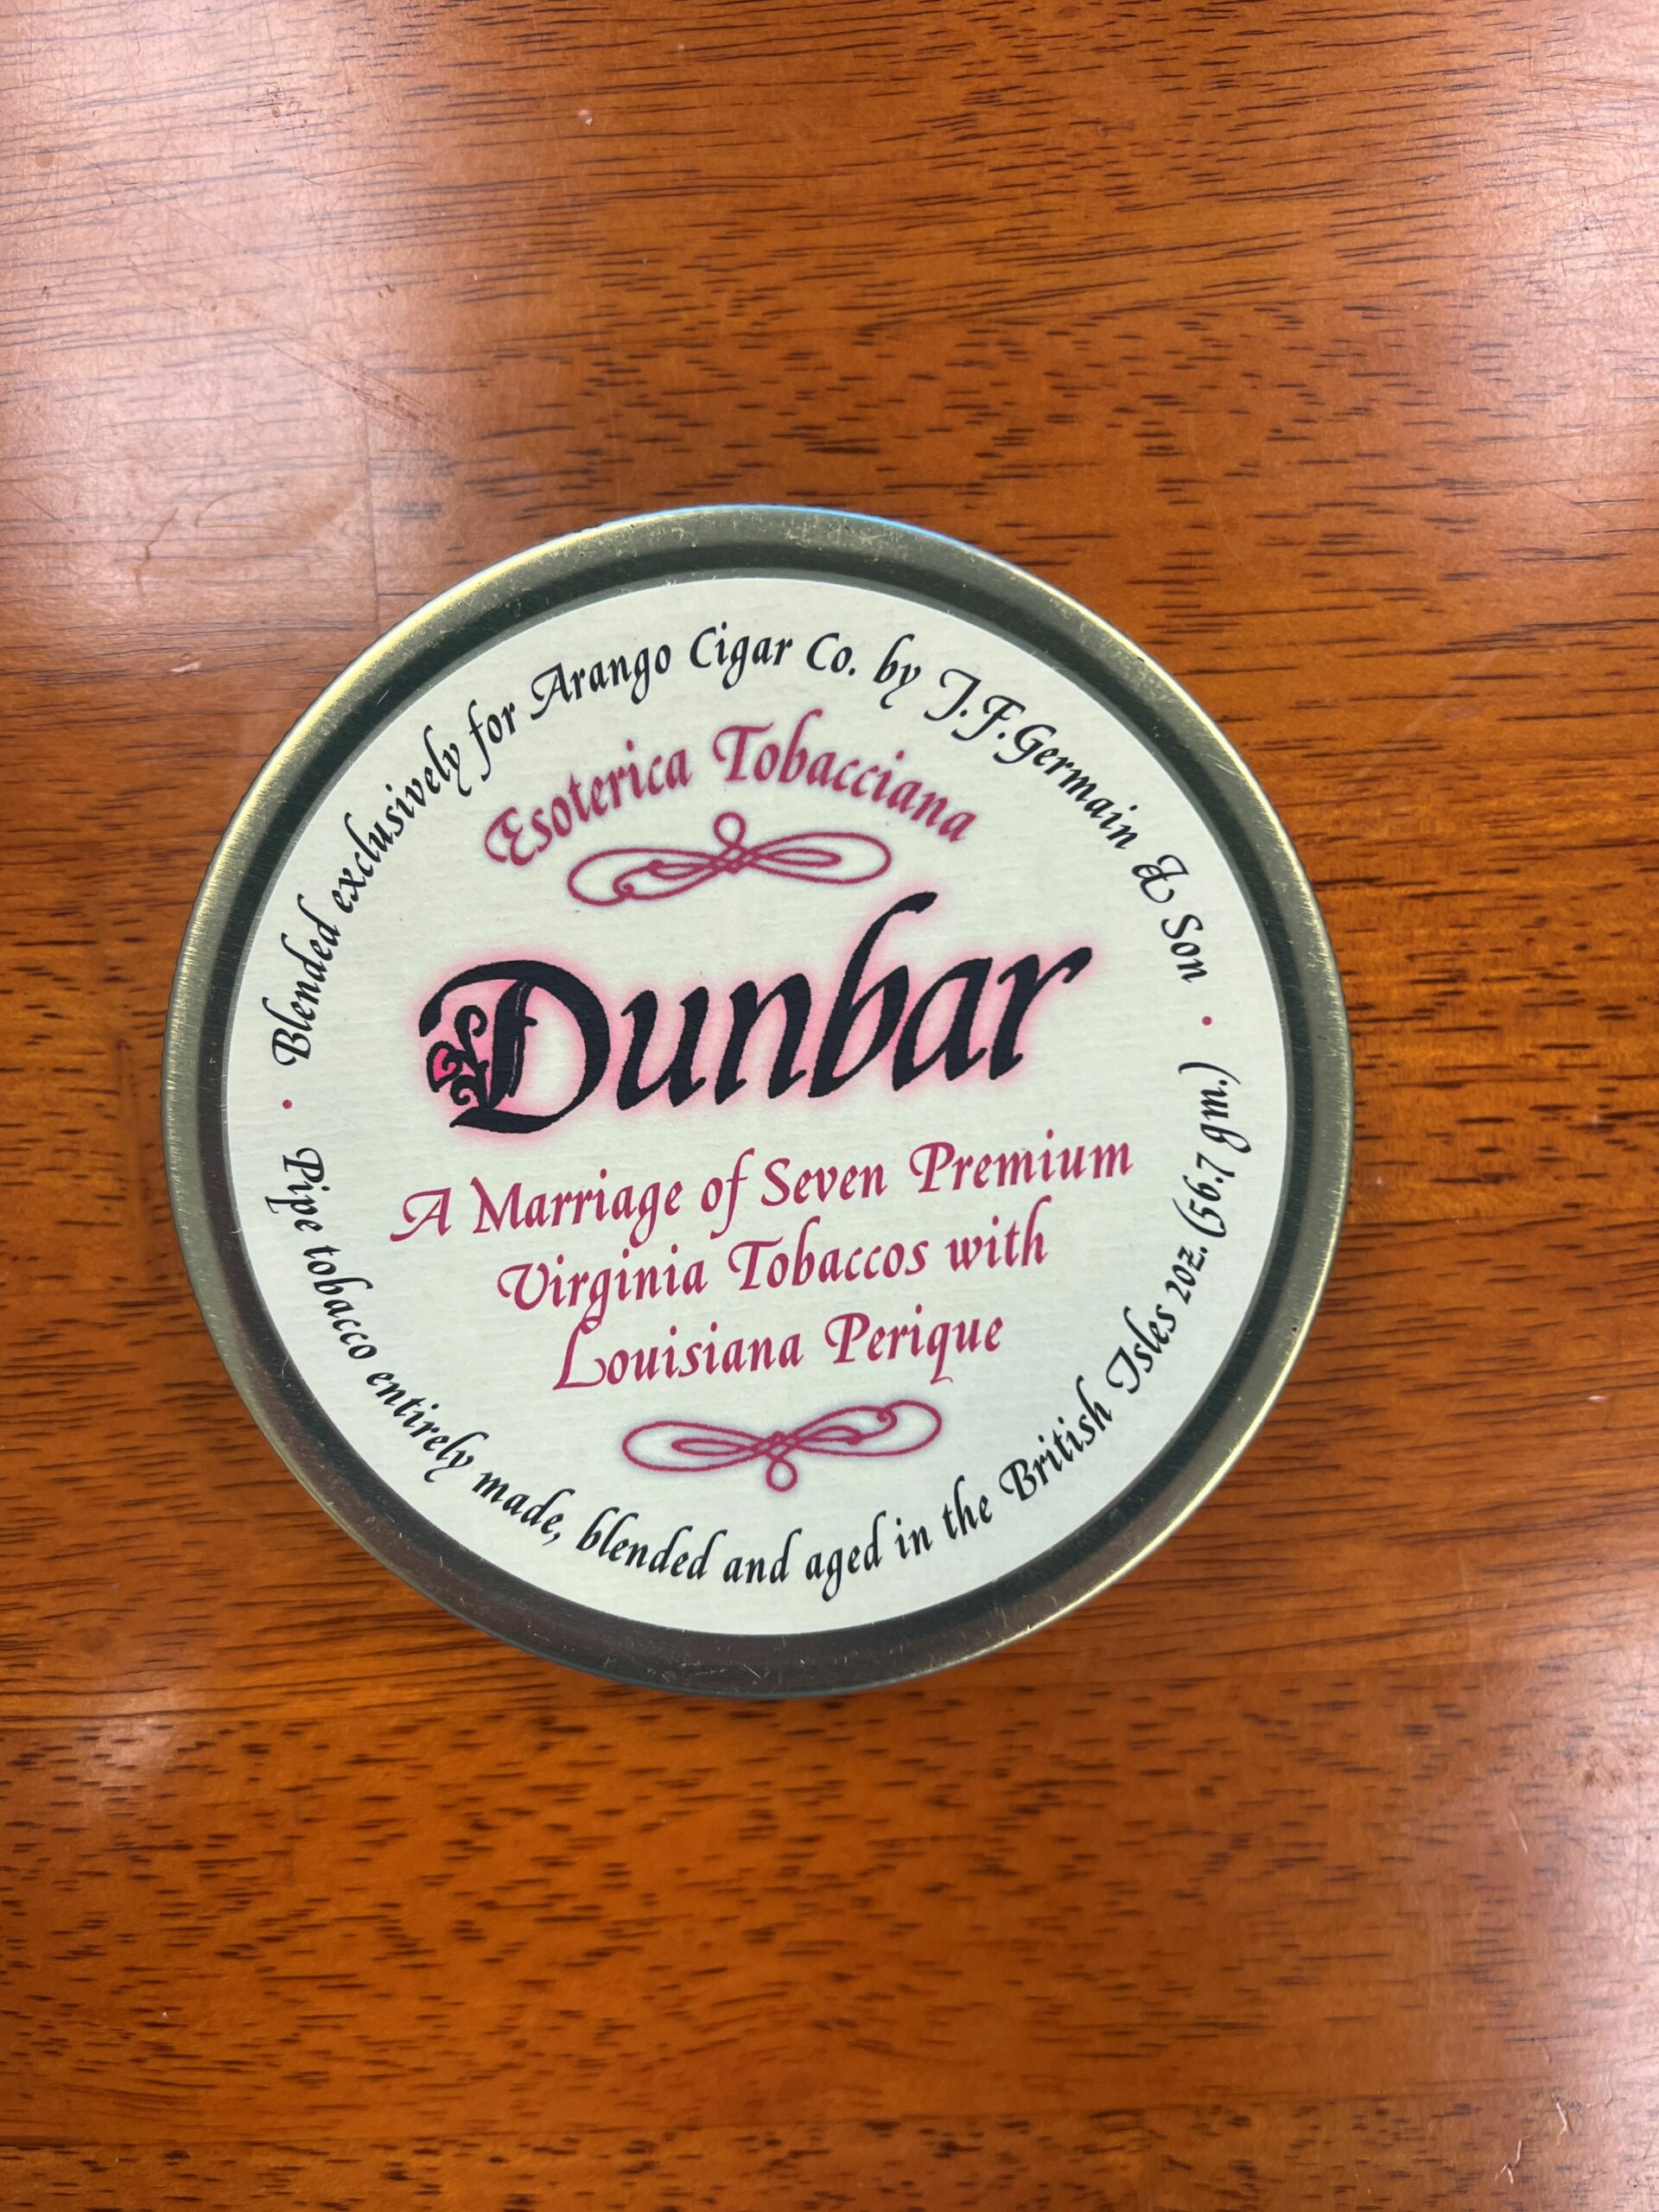 Blended exclusively for Arango Cigar Co. by J.F.Germain & Son
Esoterica Tobacciana
Dunbar
A Marriage of Seven Premium
Virginia Tobaccos with
Louisiana Perique
Pipe tobacco entirely made, blended and aged in the British Isles 2oz. (56.7 gm.)